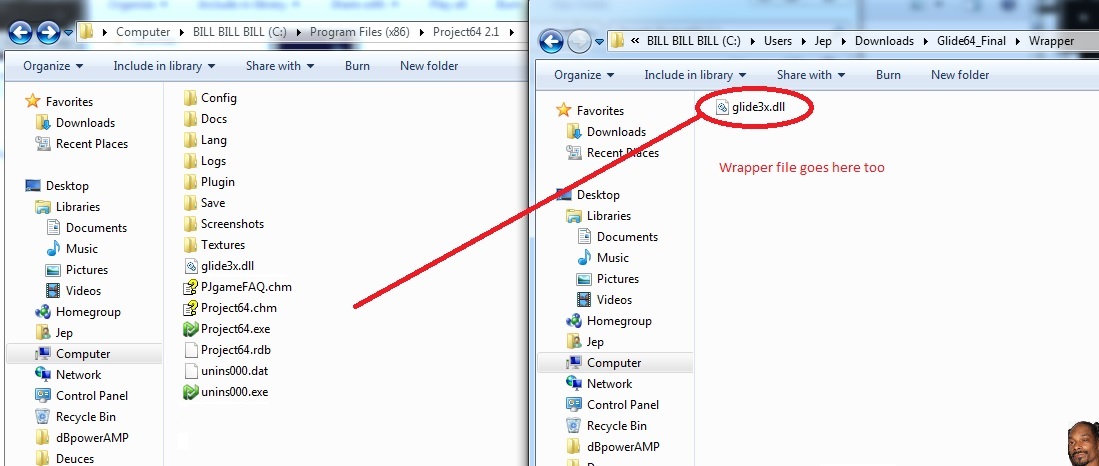 Computer BILL BILL BILL (C:) Program Files (x86) Project64 2.1
Organize Include in library Share with Burn New folder
Favorites
Downloads
Recent Places
Desktop
Libraries
Documents
Music
Pictures
Videos
Homegroup
Jep
Computer
Network
Control Panel
Recycle Bin
dBpowerAMP
Deuces
Config
Docs
Lang
Logs
Plugin
Save
Screenshots
Textures
glide3x.dll
PJgameFAQ.chm
Project64.chm
Project64.exe
Project64.rdb
unins000.dat
unins000.exe
« BILL BILL BILL (C:) Users Jep Downloads Glide64_Final Wrapper
Organize Include in library Share with Burn New folder
Favorites
Downloads
Recent Places
Desktop
Libraries
Documents
Music
Pictures
Videos
Homegroup
Jep
Computer
Network
Control Panel
Recycle Bin
dBpowerAMP
glide3x.dll
Wrapper file goes here too